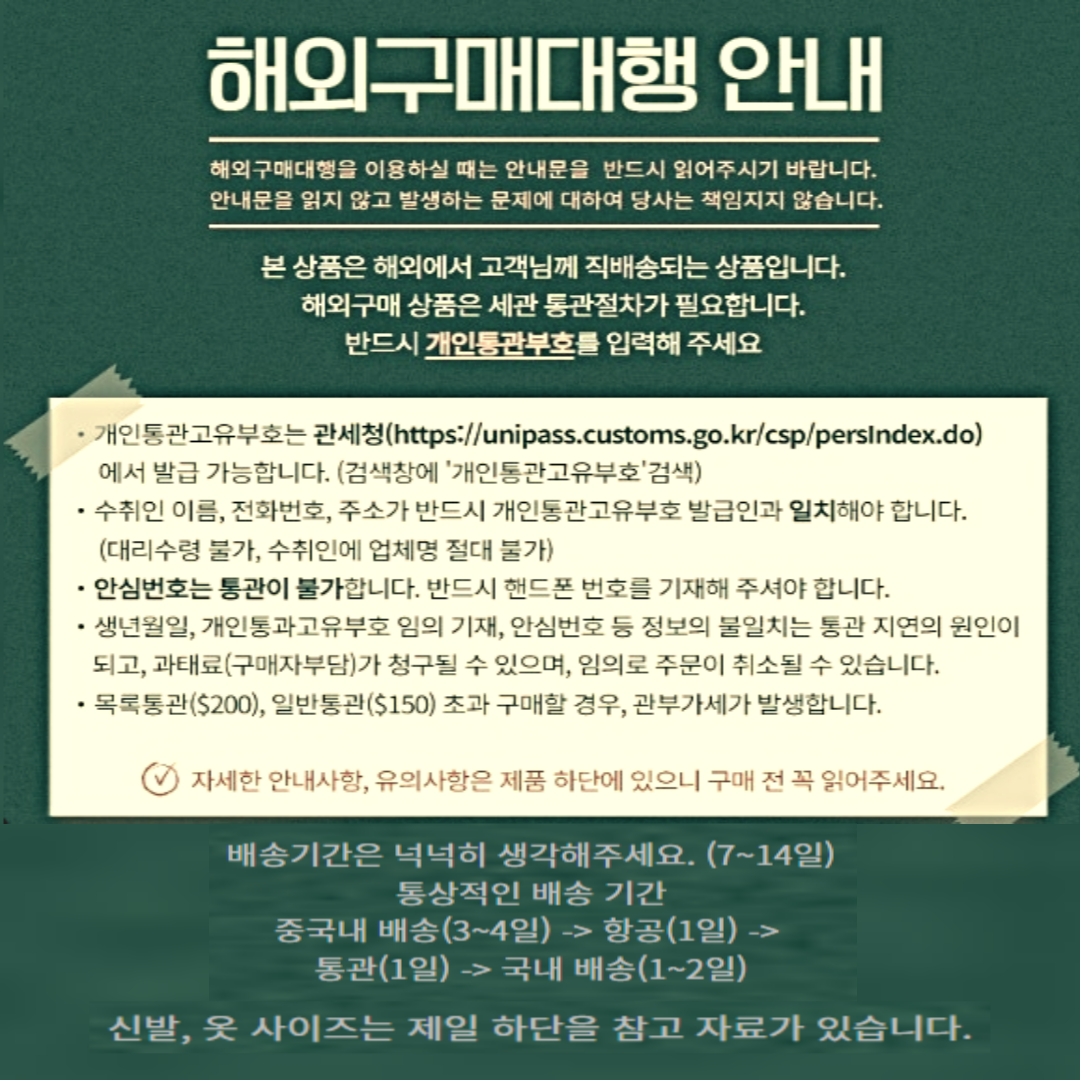 해외구매대행 안내
해외구매대행을 이용하실 때는 안내문을 반드시 읽어주시기 바랍니다.
안내문을 읽지 않고 발생하는 문제에 대하여 당사는 책임지지 않습니다.
본 상품은 해외에서 고객님께 직배송되는 상품입니다.
해외구매 상품은 세관 통관절차가 필요합니다.
반드시 개인통관부호를 입력해 주세요
• 개인통관고유부호는 관세청(https://unipass.customs.go.kr/csp/persIndex.do)
에서 발급 가능합니다. (검색창에 '개인통관고유부호'검색)
• 수취인 이름, 전화번호, 주소가 반드시 개인통관고유부호 발급인과 일치해야 합니다.
(대리수령 불가, 수취인에 업체명 절대 불가)
• 안심번호는 통관이 불가합니다. 반드시 핸드폰 번호를 기재해 주셔야 합니다.
• 생년월일, 개인통과고유부호 임의 기재, 안심번호 등 정보의 불일치는 통관 지연의 원인이
되고, 과태료(구매자부담)가 청구될 수 있으며, 임의로 주문이 취소될 수 있습니다.
• 목록통관($200), 일반통관($150) 초과 구매할 경우, 관부가세가 발생합니다.
자세한 안내사항, 유의사항은 제품 하단에 있으니 구매 전 꼭 읽어주세요.
배송기간은 넉넉히 생각해주세요. (7~14일)
통상적인 배송 기간
중국내 배송(3~4일) -> 항공(1일) ->
통관(1일) -> 국내 배송(1~2일)
신발, 옷 사이즈는 제일 하단을 참고 자료가 있습니다.